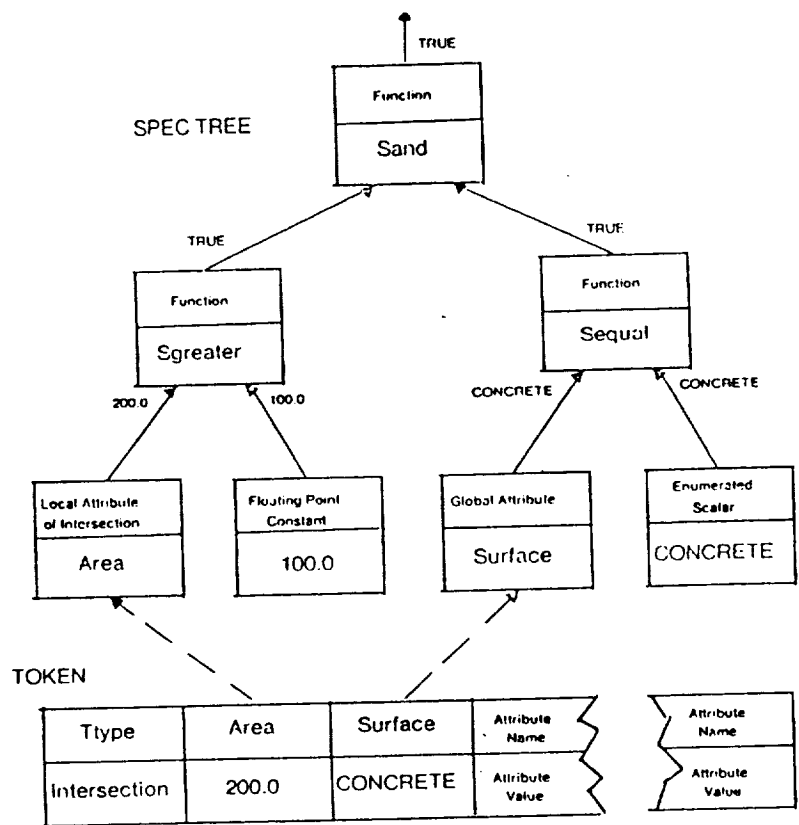 TRUE
Function
SPEC TREE
Sand
TRUE
TRUE
Function
Sgreater
Function
Sequal
200.0
100.0
CONCRETE
CONCRETE
Local Attribute
of Intersection
Area
Floating Point
Constant
100.0
Global Attribute
Surface
Enumerated
Scalar
CONCRETE
TOKEN
Ttype
Area
Surface
Attribute
Name
Attribute
Name
Intersection
200.0
CONCRETE
Attribute
Value
Attribute
Value